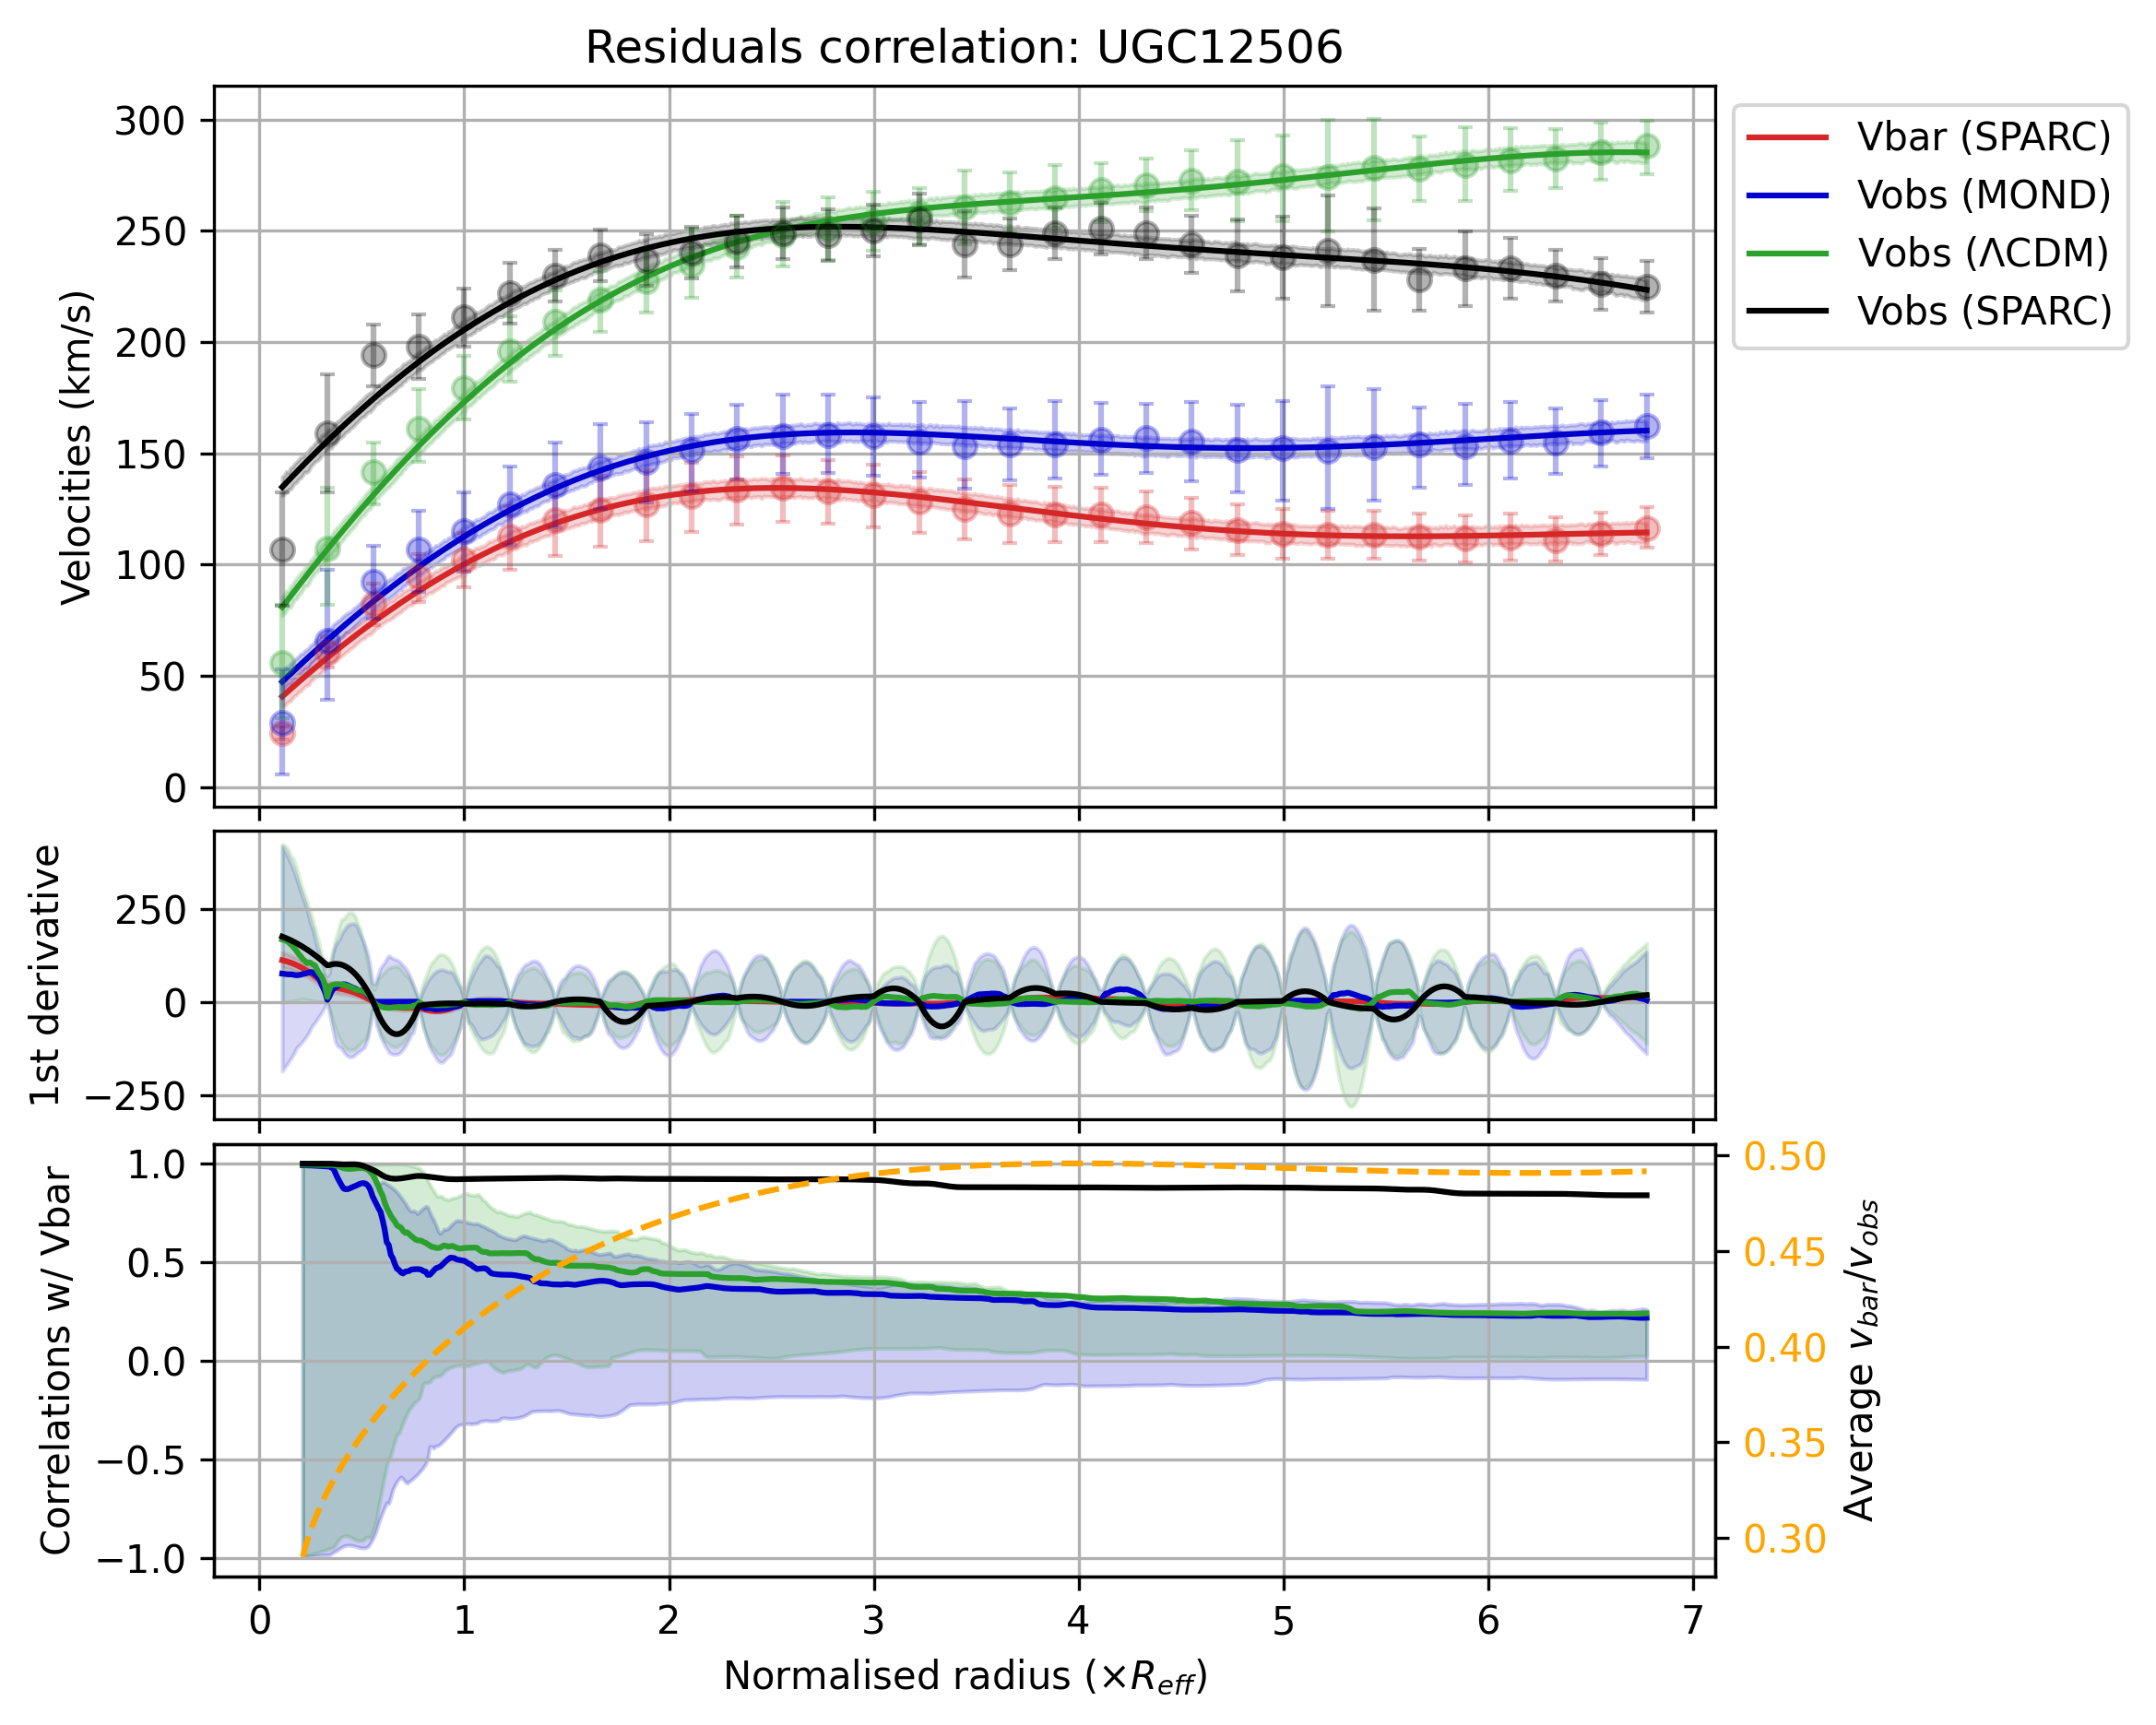 Residuals correlation: UGC12506
Velocities (km/s)
300
250
200
150
100
50
0
Vbar (SPARC)
Vobs (MOND)
Vobs (ΛCDM)
Vobs (SPARC)
1st derivative
250
0
−250
Correlations w/ Vbar
1.0
0.5
0.0
−0.5
−1.0
0.50
0.45
0.40
0.35
0.30
Average v_bar/v_obs
0 1 2 3 4 5 6 7
Normalised radius (×R_eff)